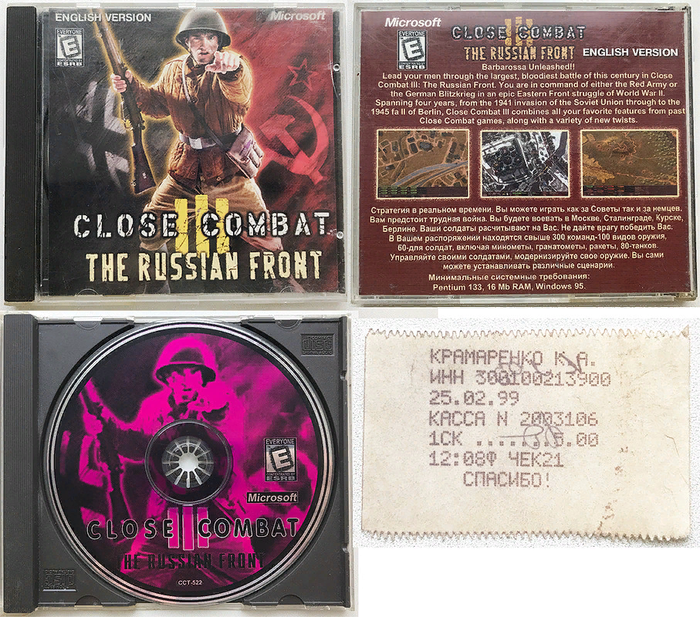 ENGLISH VERSION
Microsoft
EVERYONE
E
ESRB
CLOSE III COMBAT
THE RUSSIAN FRONT
Microsoft
CLOSE III COMBAT
THE RUSSIAN FRONT
ENGLISH VERSION
EVERYONE
E
ESRB
Barbarossa Unleashed!!
Lead your men through the largest, bloodiest battle of this century in Close
Combat III: The Russian Front. You are in command of either the Red Army or
the German Blitzkrieg in an epic Eastern Front struggle of World War II.
Spanning four years, from the 1941 invasion of the Soviet Union through to the
1945 fa ll of Berlin, Close Combat III combines all your favorite features from past
Close Combat games, along with a variety of new twists.
Стратегия в реальном времени. Вы можете играть как за Советы так и за немцев.
Вам предстоит трудная война. Вы будете воевать в Москве, Сталинграде, Курске,
Берлине. Ваши солдаты расчитывают на Вас. Не дайте врагу победить Вас.
В Вашем распоряжении находятся свыше 300 команд-100 видов оружия,
60-для солдат, включая минометы, гранатометы, ракеты, 80-танков.
Управляйте своими солдатами, модернизируйте свое оружие. Вы сами
можете устанавливать различные сценарии.
Минимальные системные требования:
Pentium 133, 16 Mb RAM, Windows 95.
EVERYONE
E
ESRB
Microsoft
CLOSE III COMBAT
THE RUSSIAN FRONT
CCT-522
КРАМАРЕНКО К.А.
ИНН 300100213900
25.02.99
КАССА N 2003106
1СК
12:08Ф ЧЕК21
СПАСИБО!